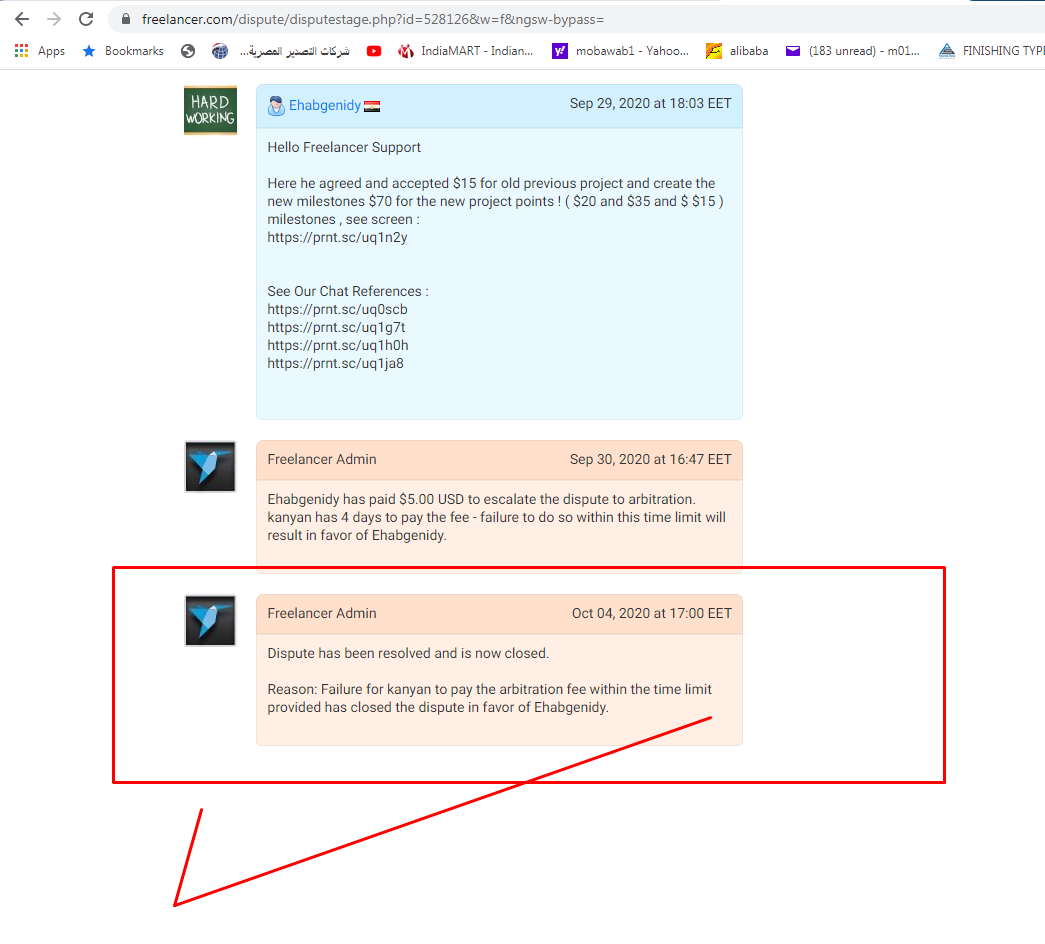 freelancer.com/dispute/disputestage.php?id=528126&w=f&ngsw-bypass=
Apps Bookmarks شركات التصدير المصرية... IndiaMART - Indian... mobawab1 - Yahoo... alibaba (183 unread) - m01... FINISHING TYPE
HARD
WORKING
Ehabgenidy Sep 29, 2020 at 18:03 EET
Hello Freelancer Support
Here he agreed and accepted $15 for old previous project and create the
new milestones $70 for the new project points ! ( $20 and $35 and $ $15 )
milestones , see screen :
https://prnt.sc/uq1n2y
See Our Chat References :
https://prnt.sc/uq0scb
https://prnt.sc/uq1g7t
https://prnt.sc/uq1h0h
https://prnt.sc/uq1ja8
Freelancer Admin Sep 30, 2020 at 16:47 EET
Ehabgenidy has paid $5.00 USD to escalate the dispute to arbitration.
kanyan has 4 days to pay the fee - failure to do so within this time limit will
result in favor of Ehabgenidy.
Freelancer Admin Oct 04, 2020 at 17:00 EET
Dispute has been resolved and is now closed.
Reason: Failure for kanyan to pay the arbitration fee within the time limit
provided has closed the dispute in favor of Ehabgenidy.